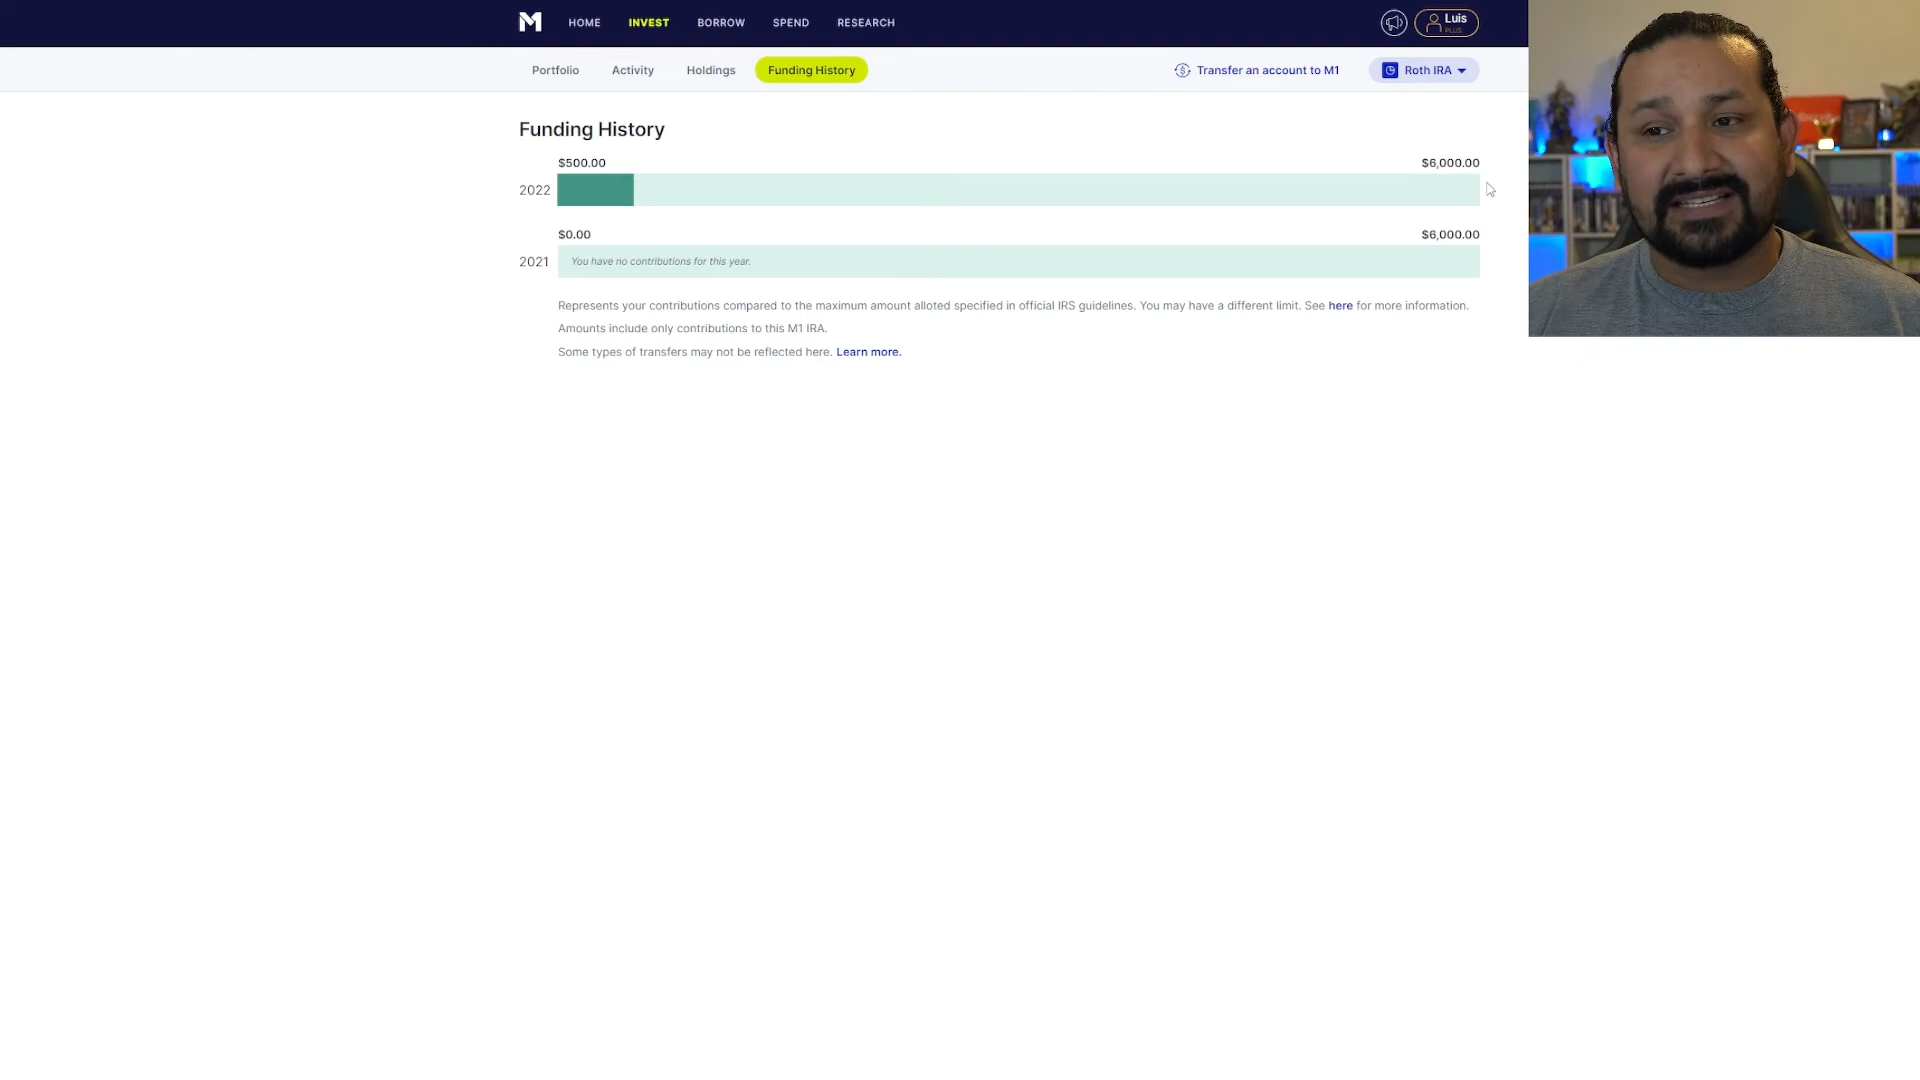 M HOME INVEST BORROW SPEND RESEARCH Luis PLUS
Portfolio Activity Holdings Funding History Transfer an account to M1 Roth IRA
Funding History
$500.00 $6,000.00
2022
$0.00 $6,000.00
2021 You have no contributions for this year.
Represents your contributions compared to the maximum amount alloted specified in official IRS guidelines. You may have a different limit. See here for more information.
Amounts include only contributions to this M1 IRA.
Some types of transfers may not be reflected here. Learn more.